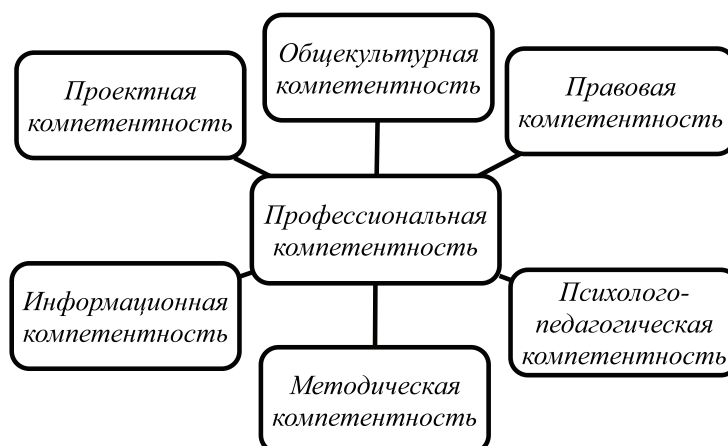 Общекультурная
компетентность
Проектная
компетентность
Правовая
компетентность
Профессиональная
компетентность
Информационная
компетентность
Психолого-
педагогическая
компетентность
Методическая
компетентность